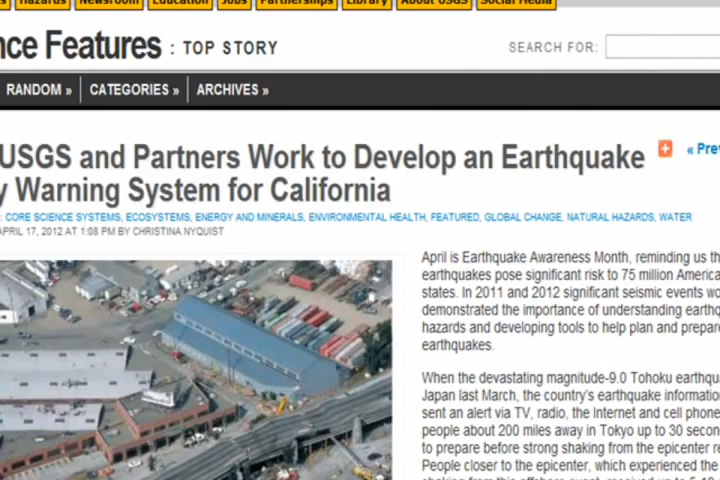 Hazards Newsroom Education Jobs Partnerships Library About USGS Social Media
nce Features : TOP STORY
SEARCH FOR:
RANDOM » CATEGORIES » ARCHIVES »
USGS and Partners Work to Develop an Earthquake
y Warning System for California
« Prev
: CORE SCIENCE SYSTEMS, ECOSYSTEMS, ENERGY AND MINERALS, ENVIRONMENTAL HEALTH, FEATURED, GLOBAL CHANGE, NATURAL HAZARDS, WATER
APRIL 17, 2012 AT 1:08 PM BY CHRISTINA NYQUIST
April is Earthquake Awareness Month, reminding us th
earthquakes pose significant risk to 75 million America
states. In 2011 and 2012 significant seismic events wo
demonstrated the importance of understanding earthq
hazards and developing tools to help plan and prepare
earthquakes.
When the devastating magnitude-9.0 Tohoku earthqua
Japan last March, the country's earthquake informatio
sent an alert via TV, radio, the Internet and cell phone
people about 200 miles away in Tokyo up to 30 secon
to prepare before strong shaking from the epicenter re
People closer to the epicenter, which experienced the